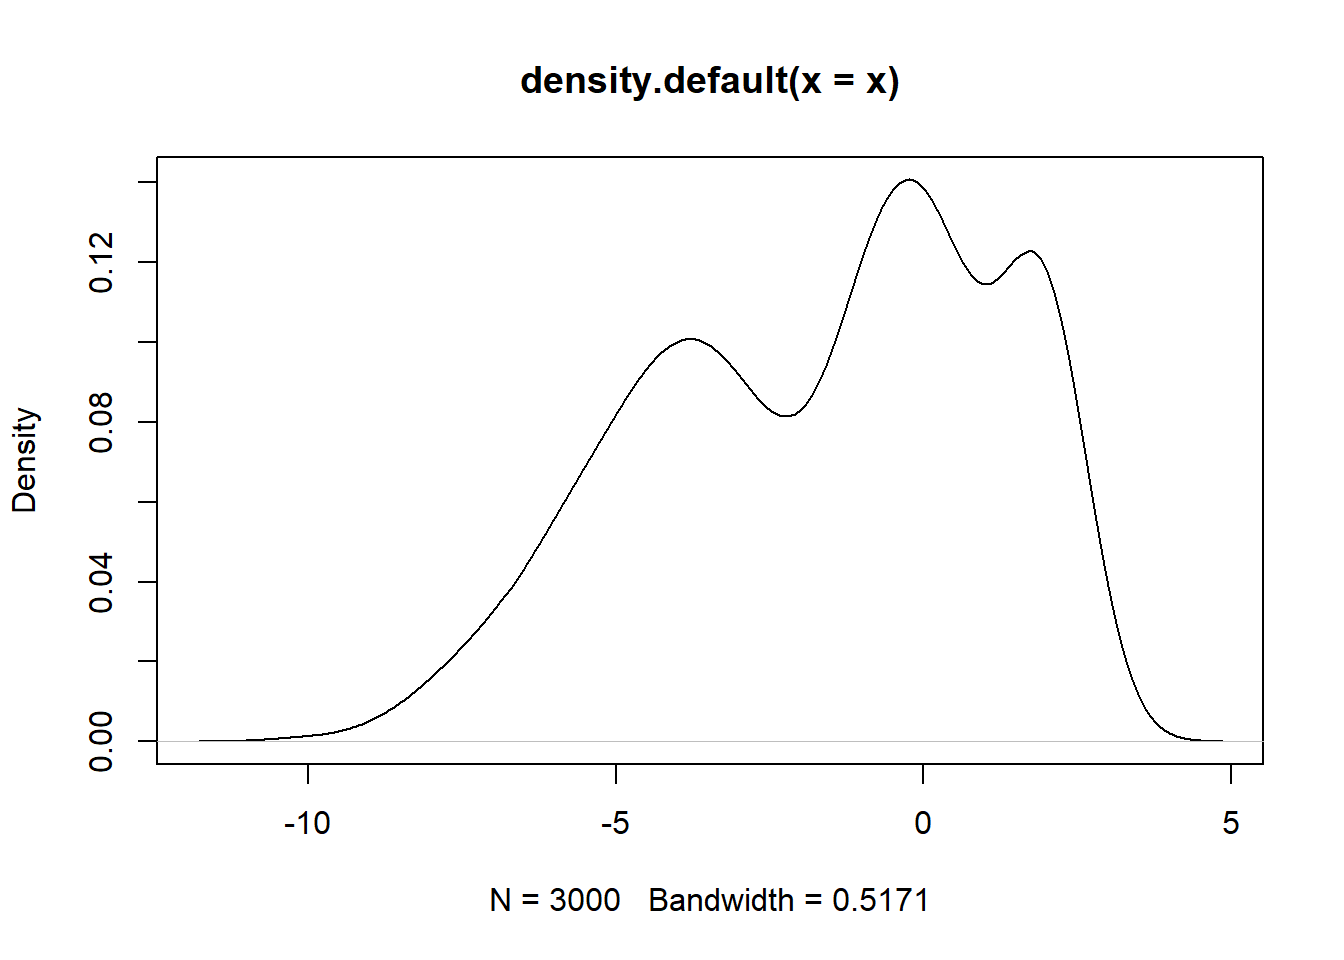 density.default(x = x)
Density
0.00 0.04 0.08 0.12
-10 -5 0 5
N = 3000 Bandwidth = 0.5171